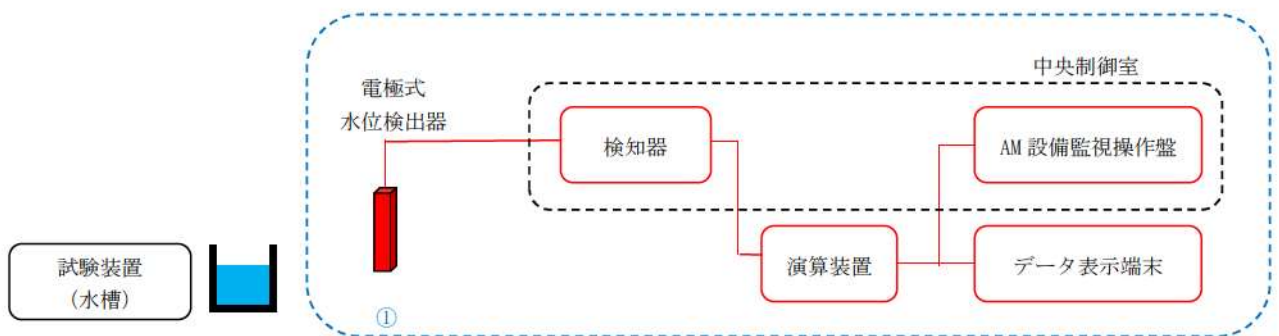 中央制御室
電極式
水位検出器
検知器
AM 設備監視操作盤
試験装置
(水槽)
演算装置
データ表示端末
①